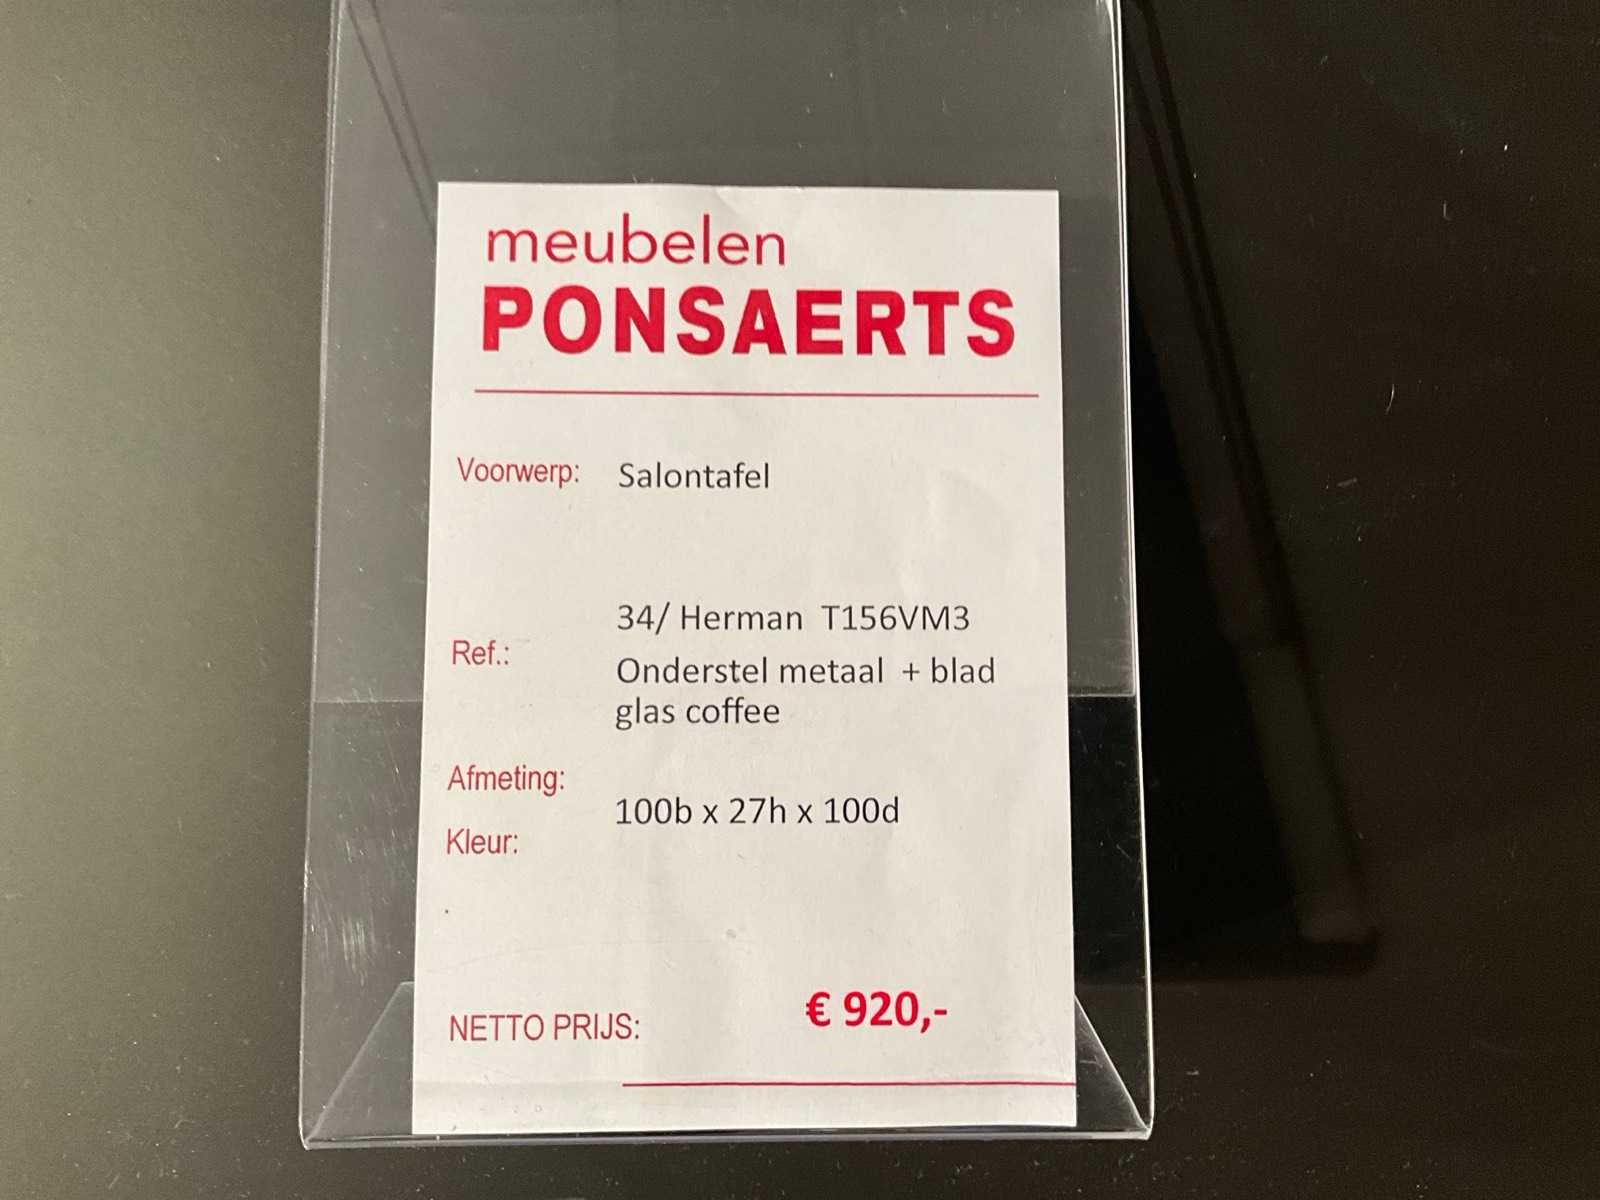 meubelen
PONSAERTS
Voorwerp: Salontafel
34/ Herman T156VM3
Ref.:
Onderstel metaal + blad
glas coffee
Afmeting:
100b x 27h x 100d
Kleur:
NETTO PRIJS: € 920,-